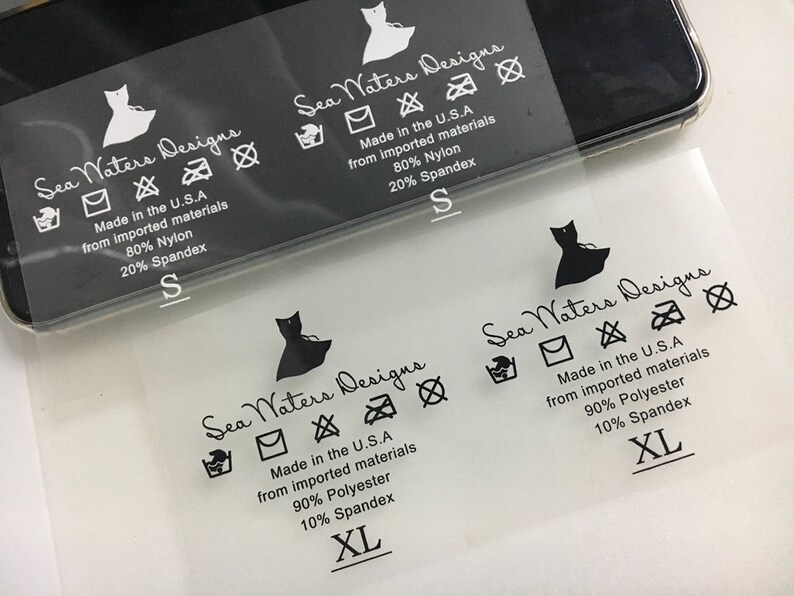 Sea Waters Designs
Made in the U.S.A
from imported materials
80% Nylon
20% Spandex
S
Sea Waters Designs
Made in the U.S.A
from imported materials
80% Nylon
20% Spandex
S
Sea Waters Designs
Made in the U.S.A
from imported materials
90% Polyester
10% Spandex
XL
Sea Waters Designs
Made in the U.S.A
from imported materials
90% Polyester
10% Spandex
XL